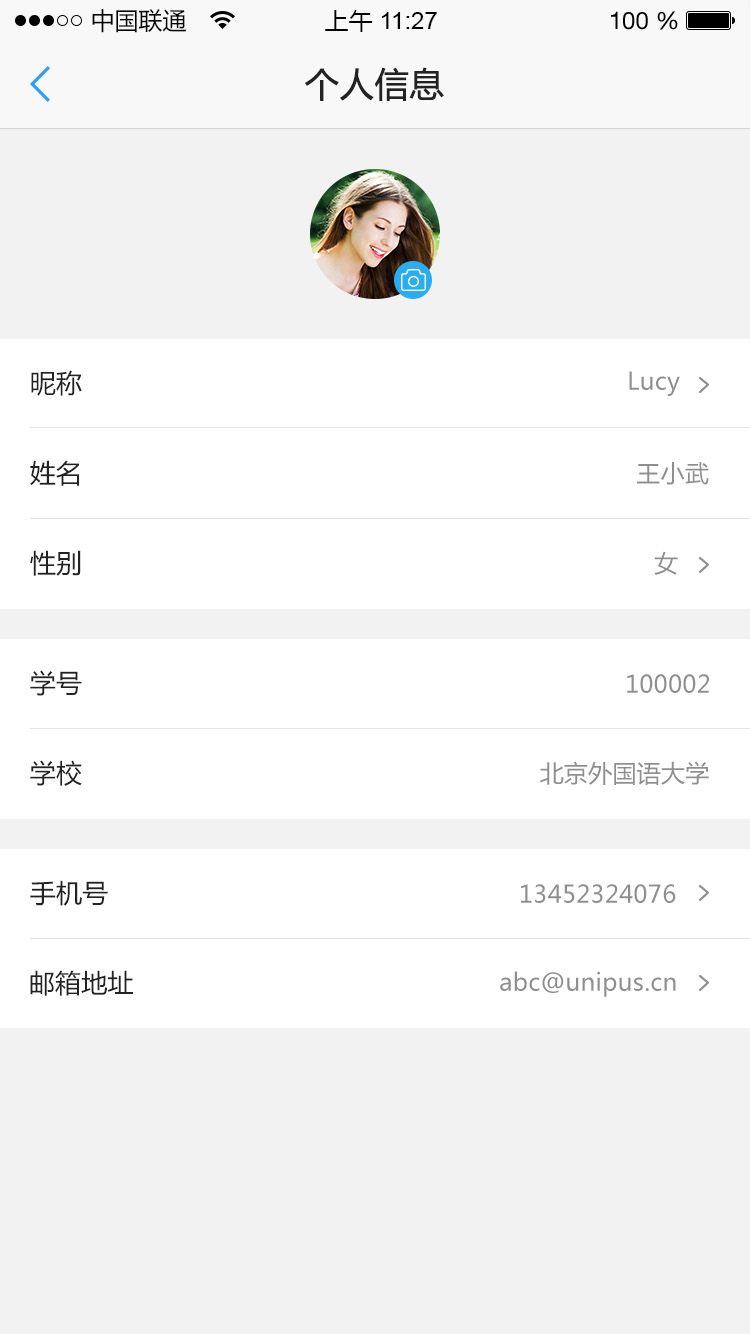 中国联通 上午 11:27 100 %
个人信息
昵称 Lucy
姓名 王小武
性别 女
学号 100002
学校 北京外国语大学
手机号 13452324076
邮箱地址 abc@unipus.cn